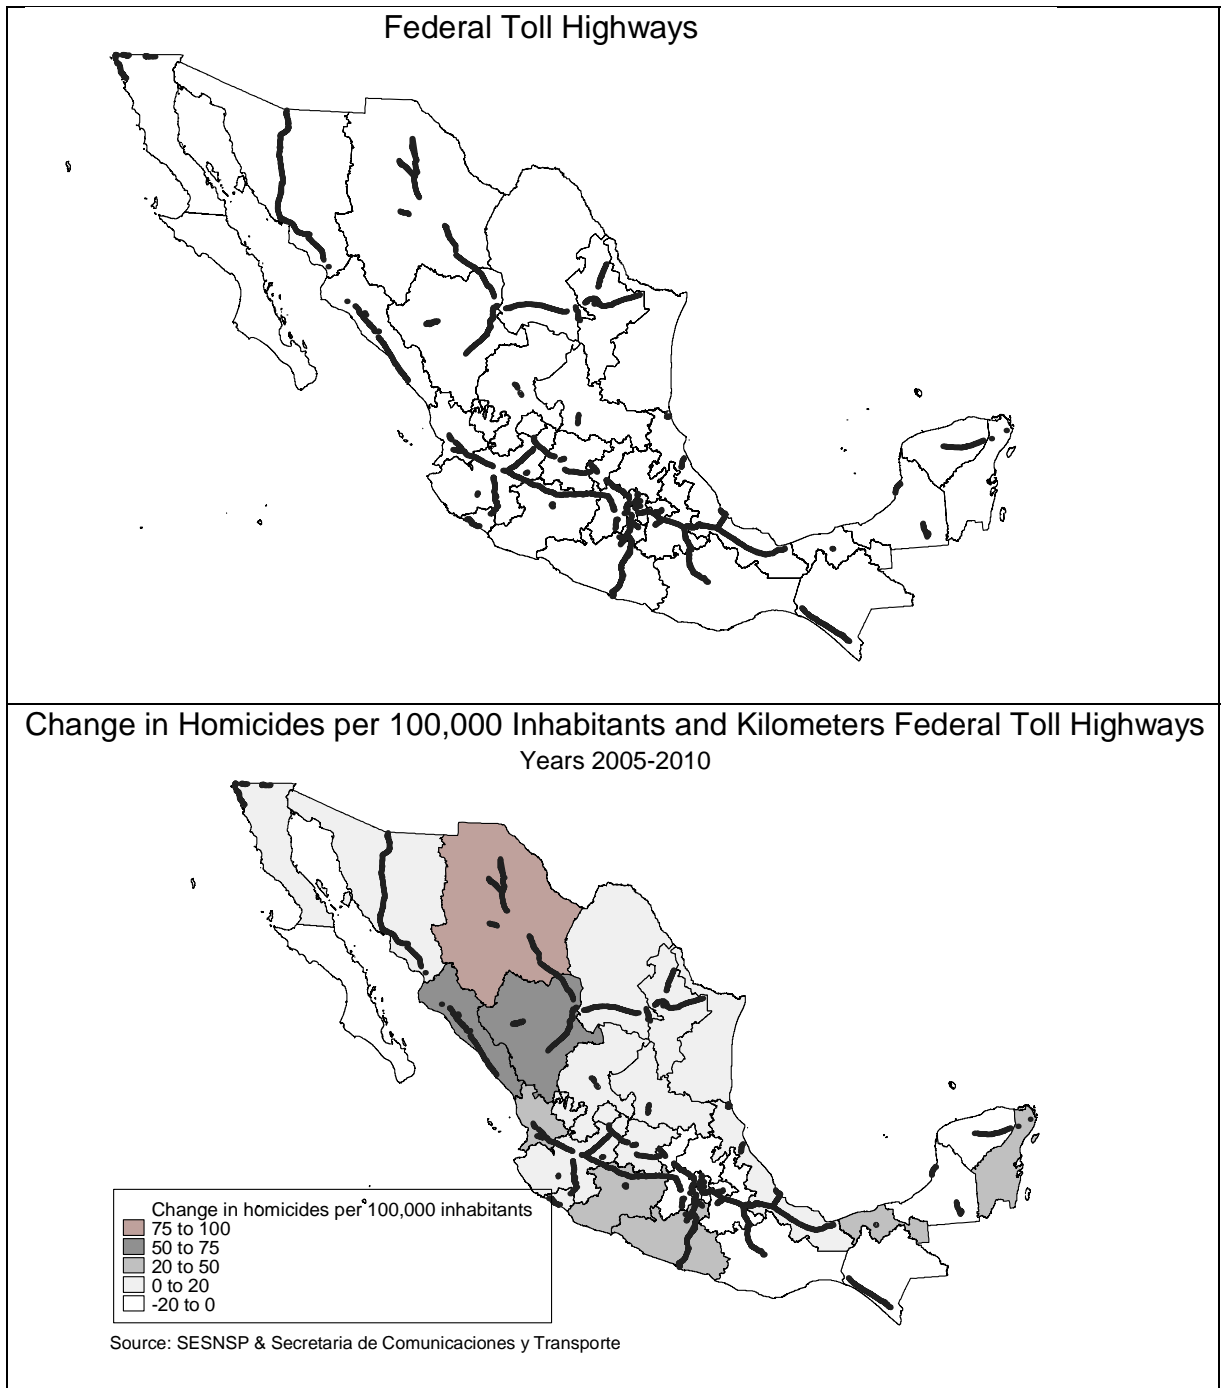 Federal Toll Highways
Change in Homicides per 100,000 Inhabitants and Kilometers Federal Toll Highways
Years 2005-2010
Change in homicides per 100,000 inhabitants
75 to 100
50 to 75
20 to 50
0 to 20
-20 to 0
Source: SESNSP & Secretaria de Comunicaciones y Transporte